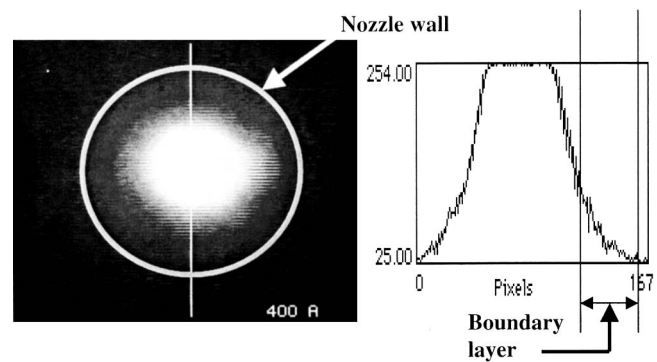 Nozzle wall
400 A
254.00
25.00
0
Pixels
167
Boundary
layer